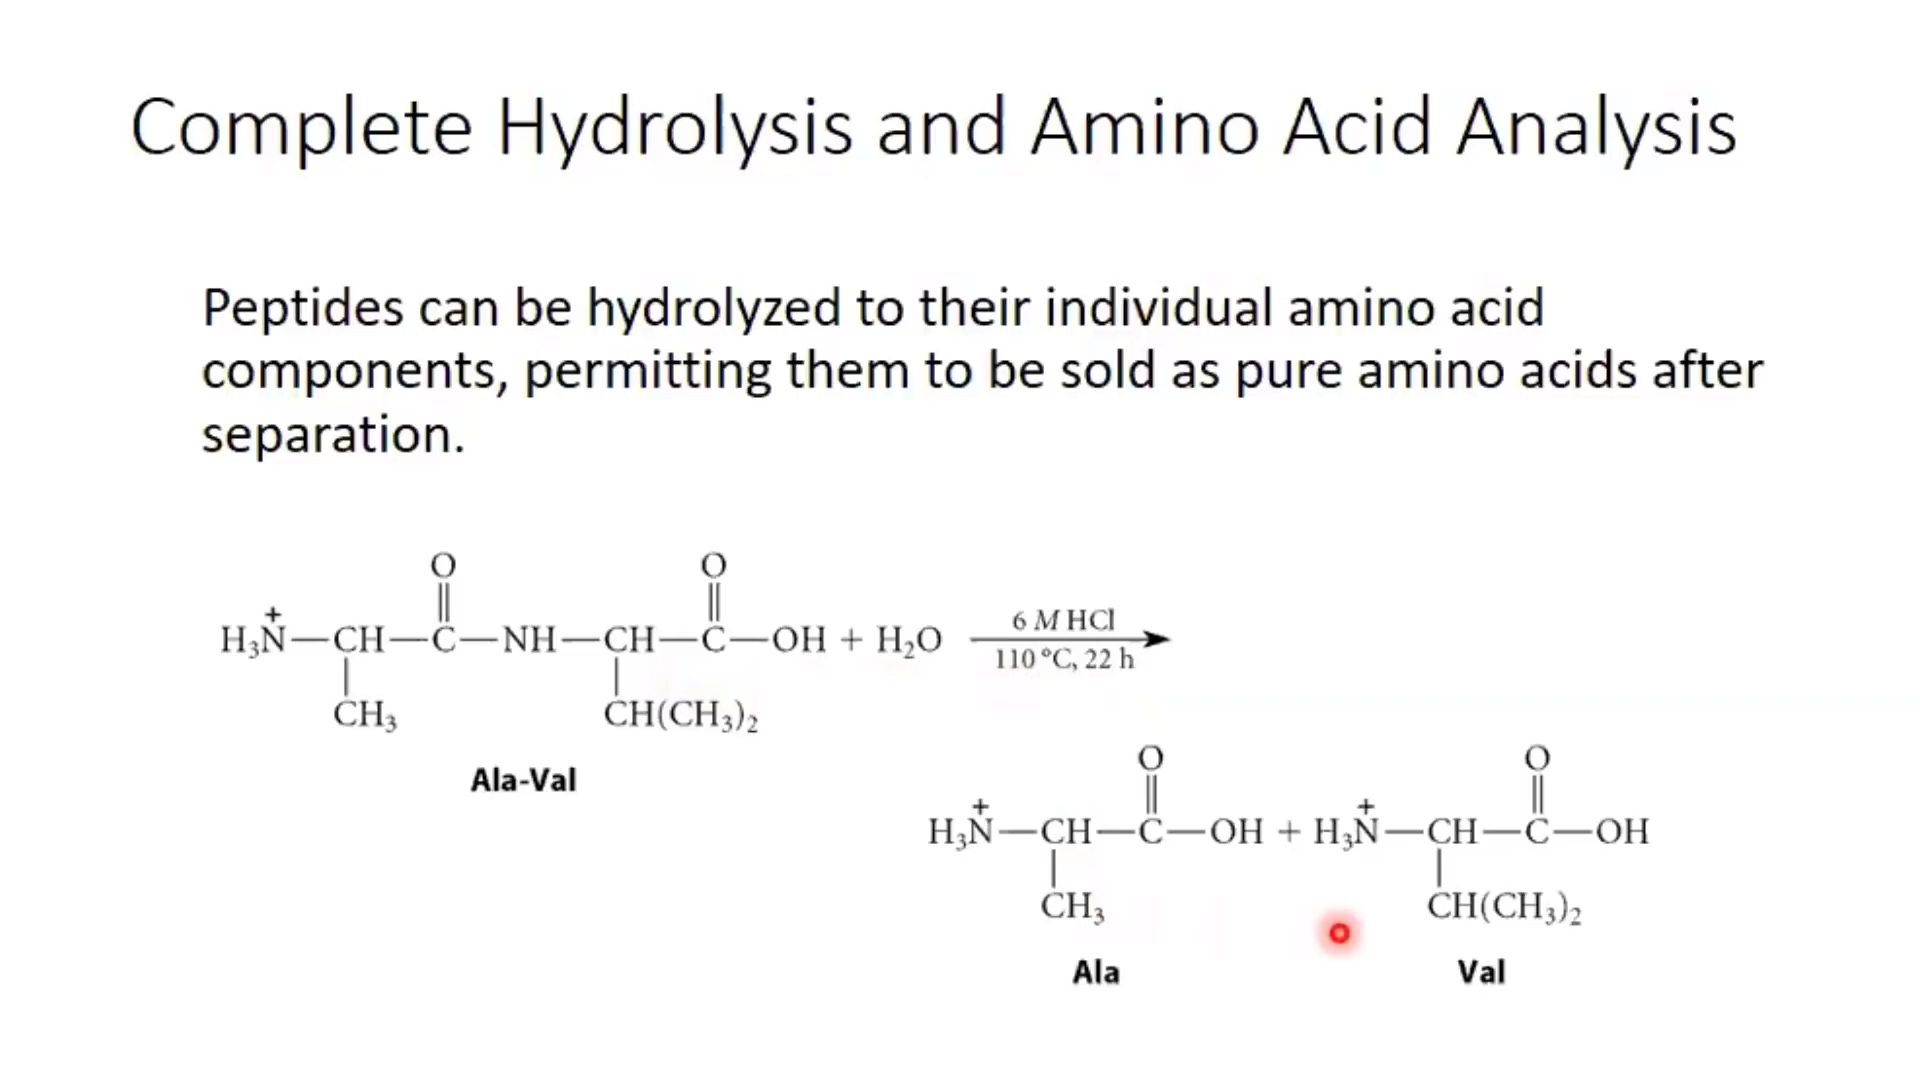 Complete Hydrolysis and Amino Acid Analysis
Peptides can be hydrolyzed to their individual amino acid
components, permitting them to be sold as pure amino acids after
separation.
O O
H₃N⁺—CH—C—NH—CH—C—OH + H₂O
6 M HCl
110 °C, 22 h
CH₃ CH(CH₃)₂
Ala-Val
O O
H₃N⁺—CH—C—OH + H₃N⁺—CH—C—OH
CH₃ CH(CH₃)₂
Ala Val